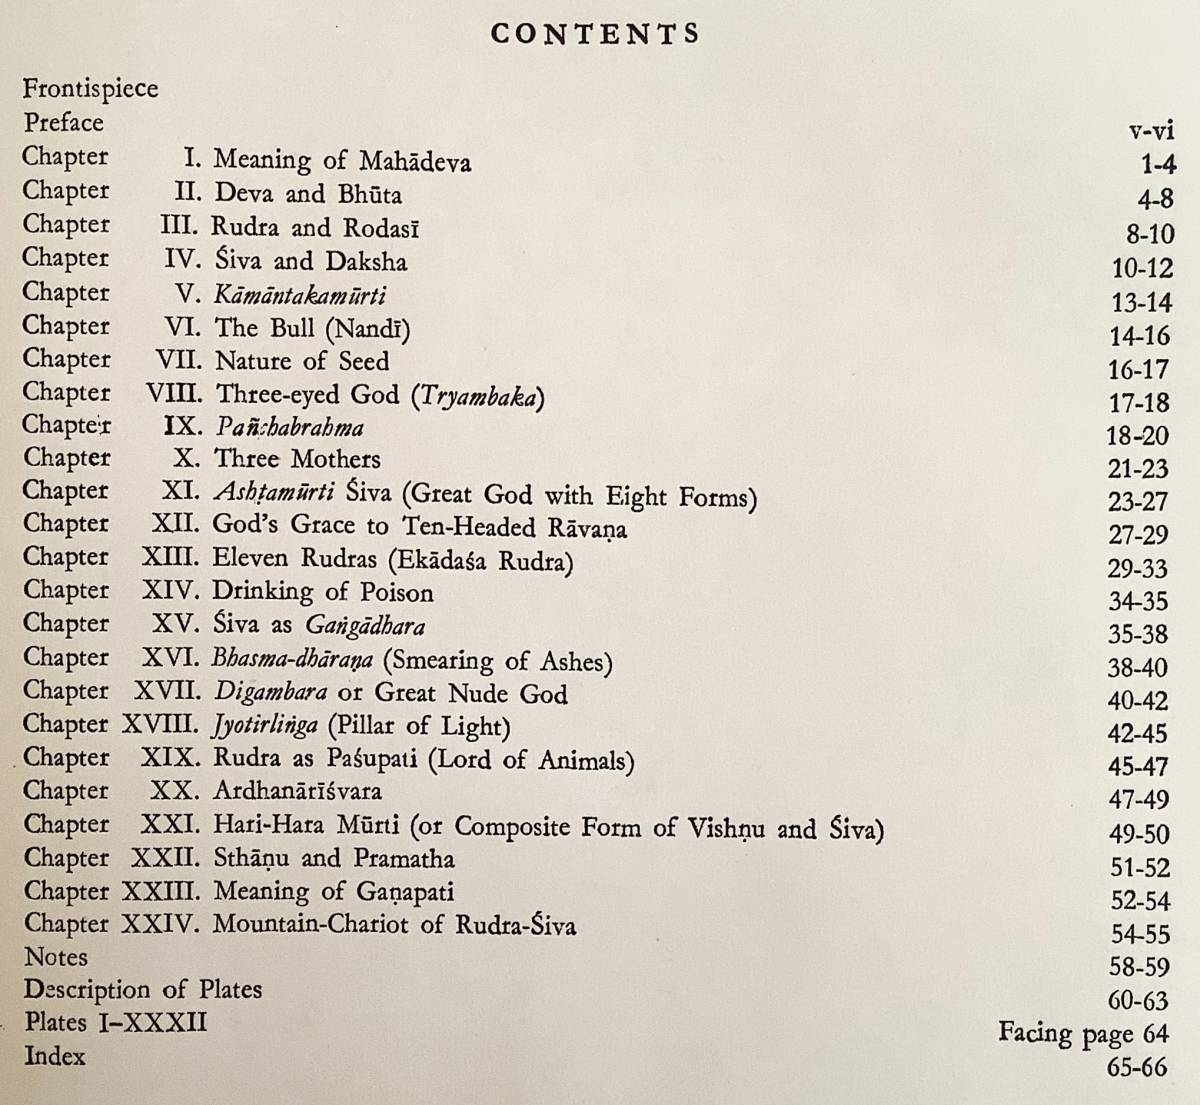 CONTENTS
Frontispiece
Preface v-vi
Chapter I. Meaning of Mahādeva 1-4
Chapter II. Deva and Bhūta 4-8
Chapter III. Rudra and Rodasī 8-10
Chapter IV. Śiva and Daksha 10-12
Chapter V. Kāmāntakamūrti 13-14
Chapter VI. The Bull (Nandī) 14-16
Chapter VII. Nature of Seed 16-17
Chapter VIII. Three-eyed God (Tryambaka) 17-18
Chapter IX. Pañchabrahma 18-20
Chapter X. Three Mothers 21-23
Chapter XI. Ashṭamūrti Śiva (Great God with Eight Forms) 23-27
Chapter XII. God's Grace to Ten-Headed Rāvaṇa 27-29
Chapter XIII. Eleven Rudras (Ekādaśa Rudra) 29-33
Chapter XIV. Drinking of Poison 34-35
Chapter XV. Śiva as Gaṅgādhara 35-38
Chapter XVI. Bhasma-dhāraṇa (Smearing of Ashes) 38-40
Chapter XVII. Digambara or Great Nude God 40-42
Chapter XVIII. Jyotirliṅga (Pillar of Light) 42-45
Chapter XIX. Rudra as Paśupati (Lord of Animals) 45-47
Chapter XX. Ardhanārīśvara 47-49
Chapter XXI. Hari-Hara Mūrti (or Composite Form of Vishṇu and Śiva) 49-50
Chapter XXII. Sthāṇu and Pramatha 51-52
Chapter XXIII. Meaning of Gaṇapati 52-54
Chapter XXIV. Mountain-Chariot of Rudra-Śiva 54-55
Notes 58-59
Description of Plates 60-63
Plates I–XXXII Facing page 64
Index 65-66